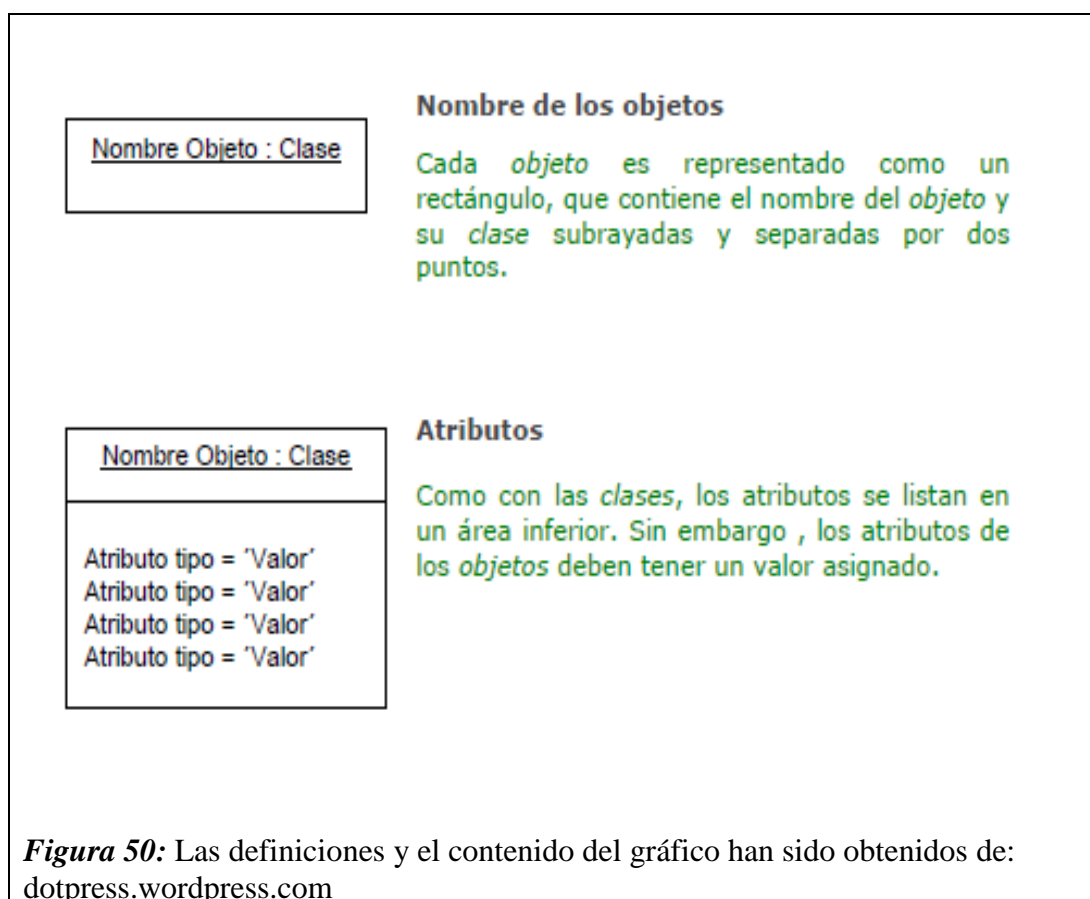 Nombre Objeto : Clase
Nombre de los objetos
Cada objeto es representado como un
rectángulo, que contiene el nombre del objeto y
su clase subrayadas y separadas por dos
puntos.
Nombre Objeto : Clase
Atributo tipo = ´Valor´
Atributo tipo = ´Valor´
Atributo tipo = ´Valor´
Atributo tipo = ´Valor´
Atributos
Como con las clases, los atributos se listan en
un área inferior. Sin embargo , los atributos de
los objetos deben tener un valor asignado.
Figura 50: Las definiciones y el contenido del gráfico han sido obtenidos de:
dotpress.wordpress.com